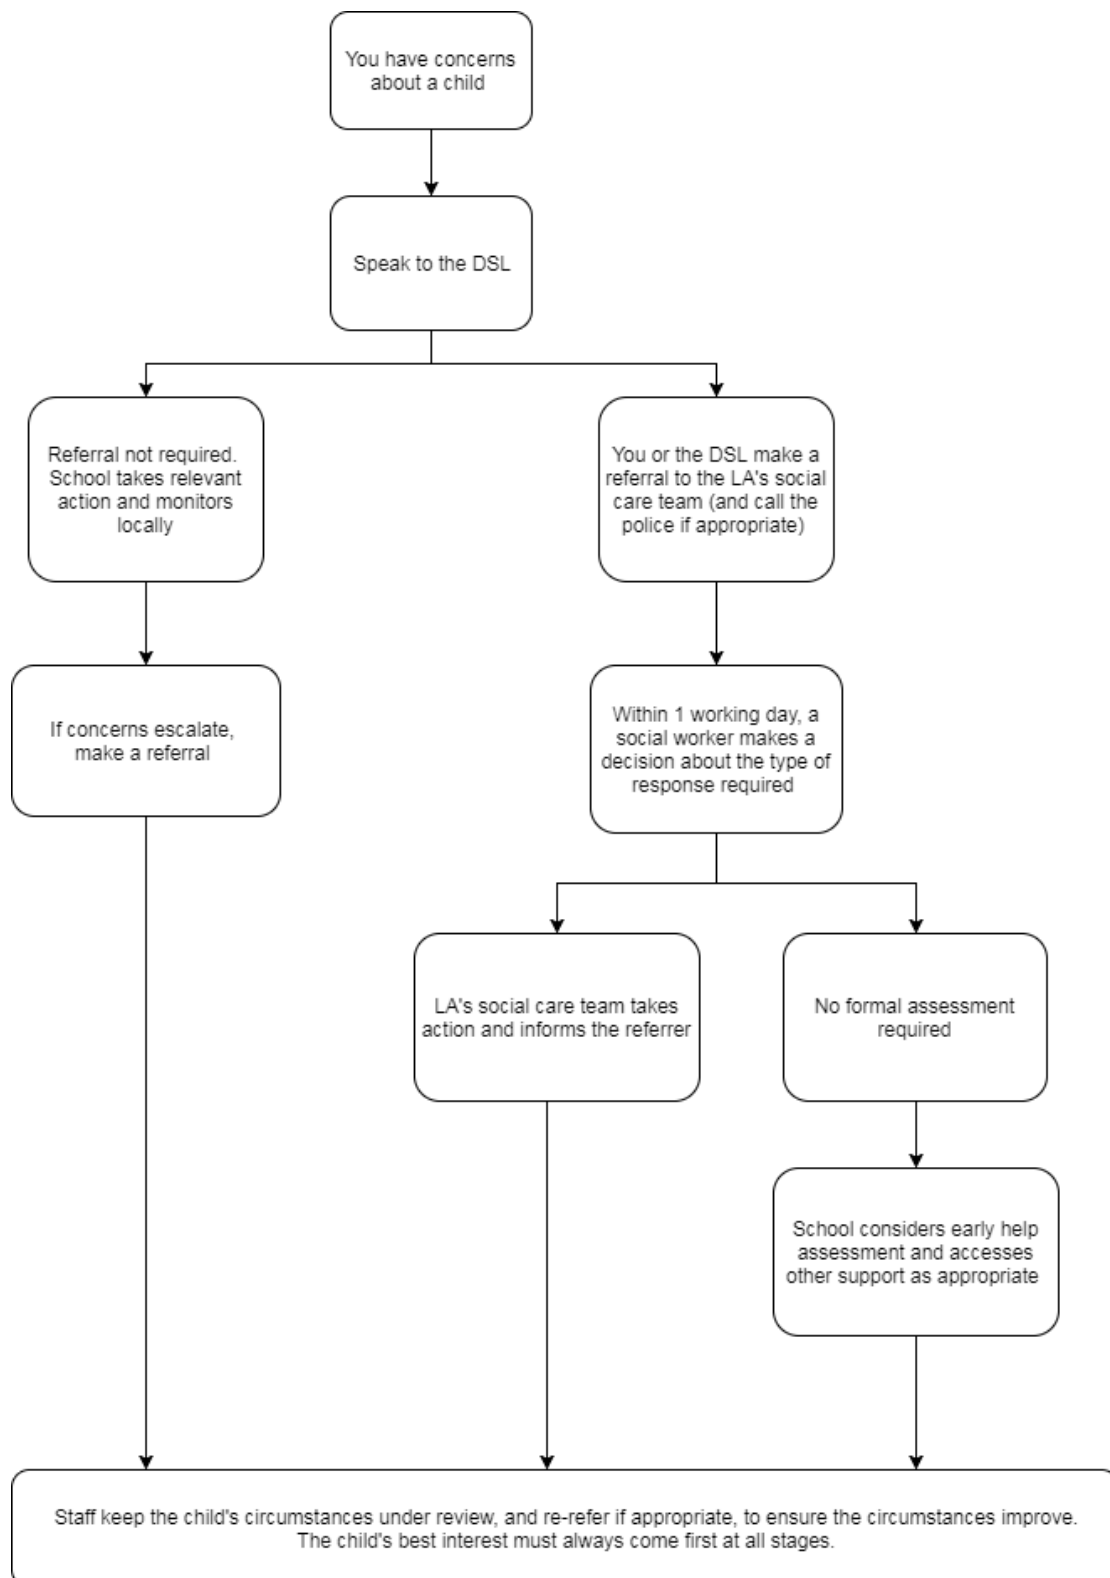 You have concerns
about a child
Speak to the DSL
Referral not required.
School takes relevant
action and monitors
locally
You or the DSL make a
referral to the LA's social
care team (and call the
police if appropriate)
If concerns escalate,
make a referral
Within 1 working day, a
social worker makes a
decision about the type of
response required
LA's social care team takes
action and informs the referrer
No formal assessment
required
School considers early help
assessment and accesses
other support as appropriate
Staff keep the child's circumstances under review, and re-refer if appropriate, to ensure the circumstances improve.
The child's best interest must always come first at all stages.